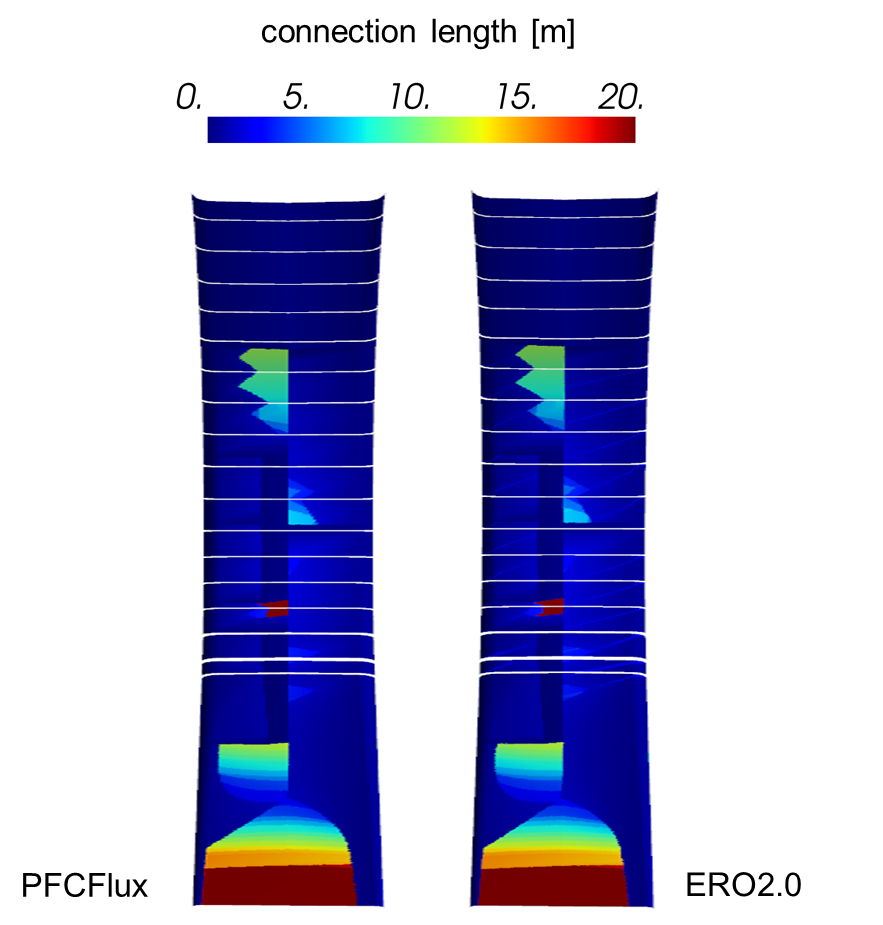 connection length [m]
0. 5. 10. 15. 20.
PFCFlux
ERO2.0